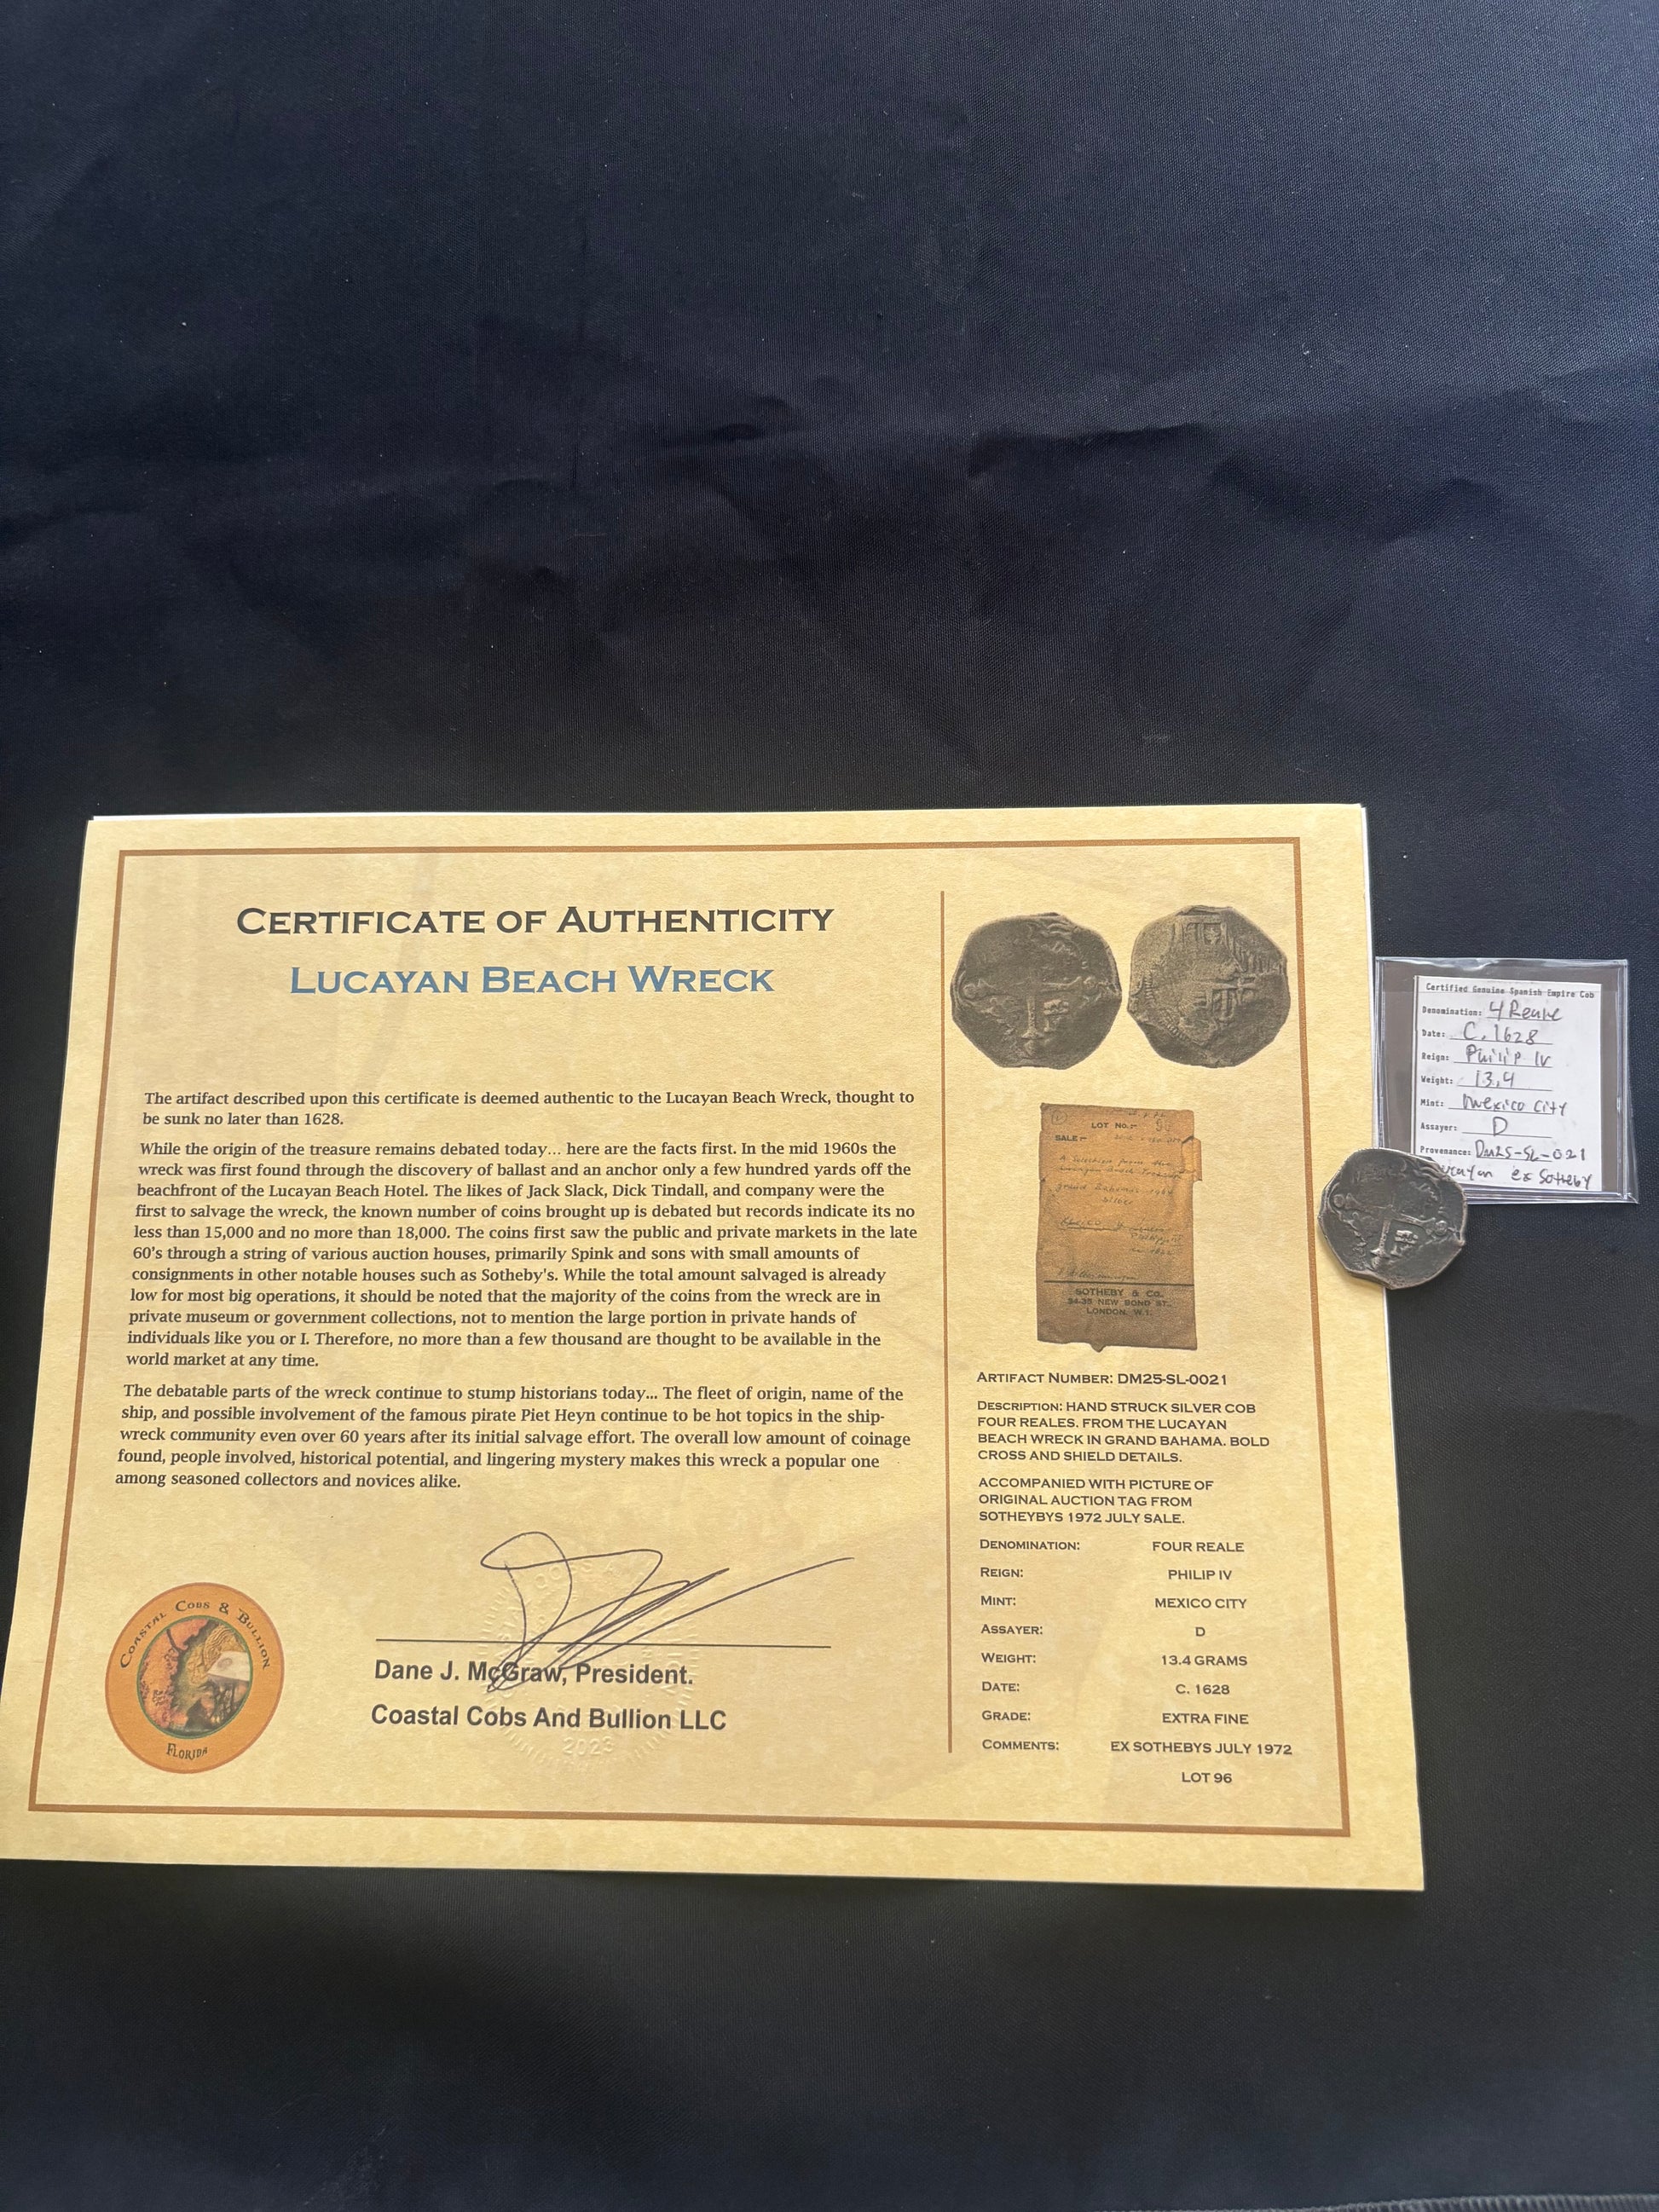 CERTIFICATE OF AUTHENTICITY
LUCAYAN BEACH WRECK
The artifact described upon this certificate is deemed authentic to the Lucayan Beach Wreck, thought to
be sunk no later than 1628.
While the origin of the treasure remains debated today... here are the facts first. In the mid 1960s the
wreck was first found through the discovery of ballast and an anchor only a few hundred yards off the
beachfront of the Lucayan Beach Hotel. The likes of Jack Slack, Dick Tindall, and company were the
first to salvage the wreck, the known number of coins brought up is debated but records indicate its no
less than 15,000 and no more than 18,000. The coins first saw the public and private markets in the late
60's through a string of various auction houses, primarily Spink and sons with small amounts of
consignments in other notable houses such as Sotheby's. While the total amount salvaged is already
low for most big operations, it should be noted that the majority of the coins from the wreck are in
private museum or government collections, not to mention the large portion in private hands of
individuals like you or I. Therefore, no more than a few thousand are thought to be available in the
world market at any time.
The debatable parts of the wreck continue to stump historians today... The fleet of origin, name of the
ship, and possible involvement of the famous pirate Piet Heyn continue to be hot topics in the ship-
wreck community even over 60 years after its initial salvage effort. The overall low amount of coinage
found, people involved, historical potential, and lingering mystery makes this wreck a popular one
among seasoned collectors and novices alike.
Dane J. McGraw, President.
Coastal Cobs And Bullion LLC
2023
COASTAL COBS & BULLION
FLORIDA
LOT NO.:- 96
SALE:-
SOTHEBY & CO.
34-35 NEW BOND ST.,
LONDON, W.1.
ARTIFACT NUMBER: DM25-SL-0021
DESCRIPTION: HAND STRUCK SILVER COB
FOUR REALES. FROM THE LUCAYAN
BEACH WRECK IN GRAND BAHAMA. BOLD
CROSS AND SHIELD DETAILS.
ACCOMPANIED WITH PICTURE OF
ORIGINAL AUCTION TAG FROM
SOTHEYBYS 1972 JULY SALE.
DENOMINATION: FOUR REALE
REIGN: PHILIP IV
MINT: MEXICO CITY
ASSAYER: D
WEIGHT: 13.4 GRAMS
DATE: C. 1628
GRADE: EXTRA FINE
COMMENTS: EX SOTHEBYS JULY 1972
LOT 96
Certified Genuine Spanish Empire Cob
Denomination: 4 Reale
Date: C. 1628
Reign: Philip IV
Weight: 13.4
Mint: Mexico City
Assayer: D
Provenance: DM25-SL-021
ex Sotheby